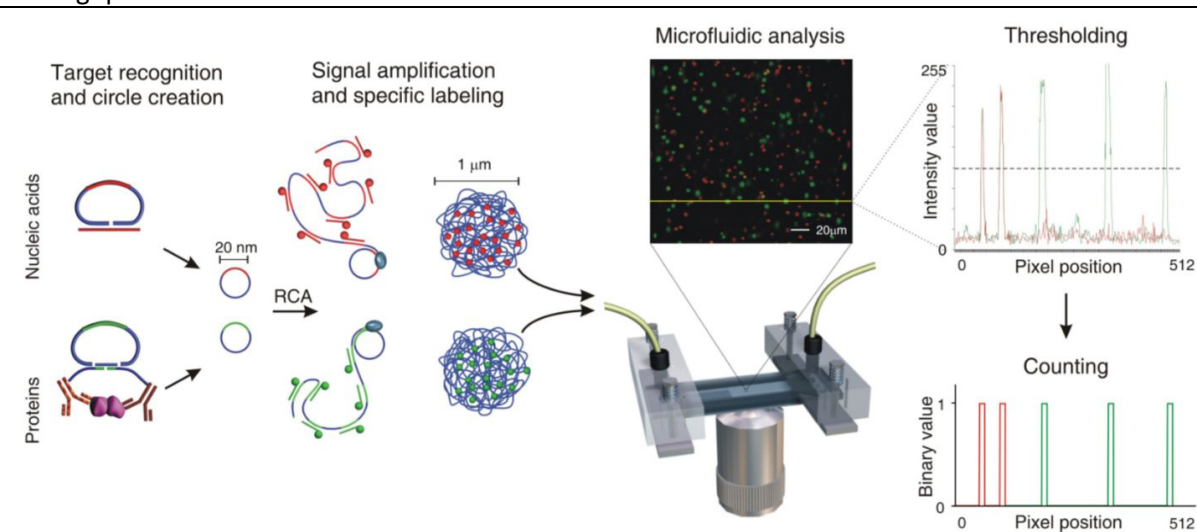 Target recognition
and circle creation
Signal amplification
and specific labeling
Microfluidic analysis
Thresholding
Nucleic acids
Proteins
20 nm
RCA
1 µm
20µm
255
Intensity value
0
0
Pixel position
512
Counting
1
Binary value
0
0
Pixel position
512